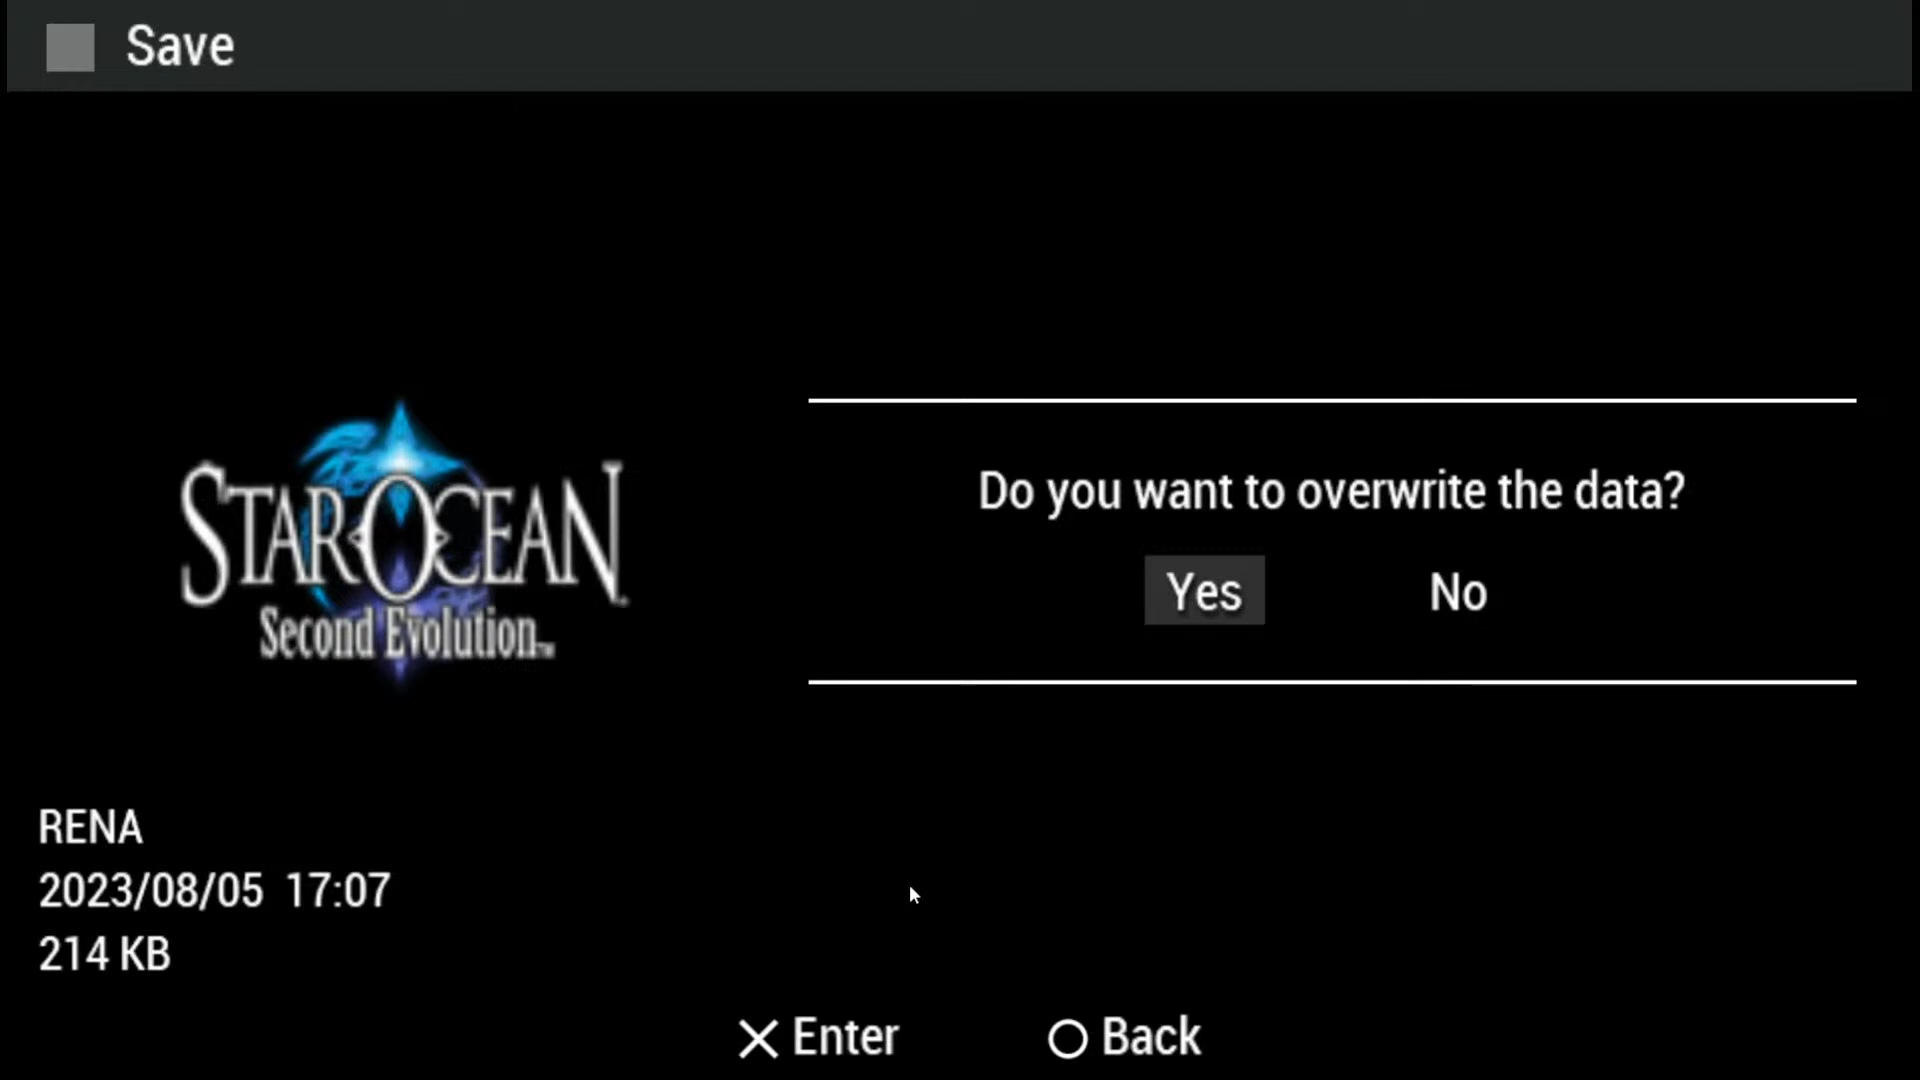 Save
STAR OCEAN
Second Evolution™
Do you want to overwrite the data?
Yes No
RENA
2023/08/05 17:07
214 KB
Enter Back